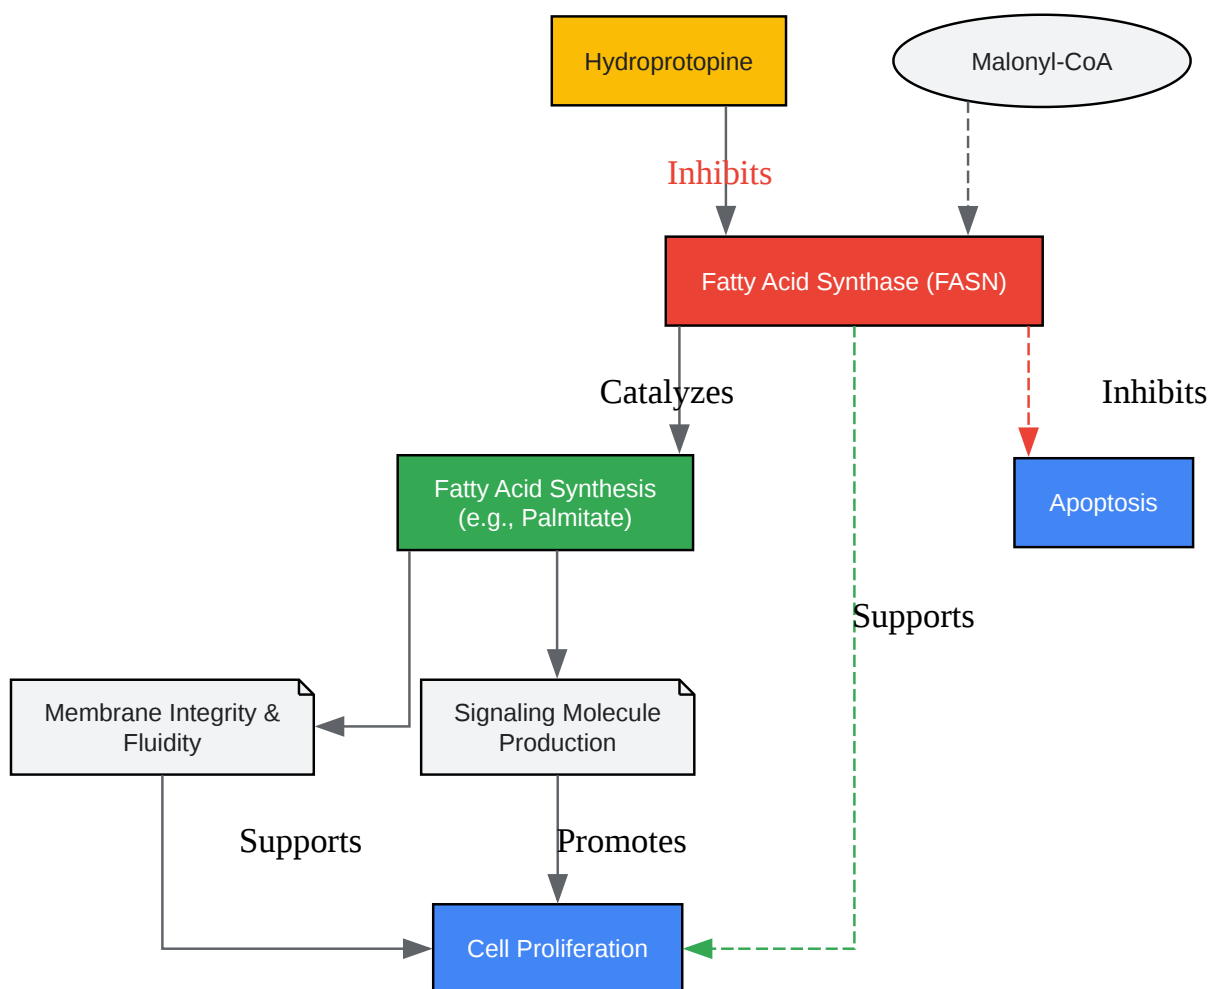 Hydroprotopine
Malonyl-CoA
Inhibits
Fatty Acid Synthase (FASN)
Catalyzes
Inhibits
Fatty Acid Synthesis
(e.g., Palmitate)
Apoptosis
Supports
Membrane Integrity &
Fluidity
Signaling Molecule
Production
Supports
Promotes
Cell Proliferation